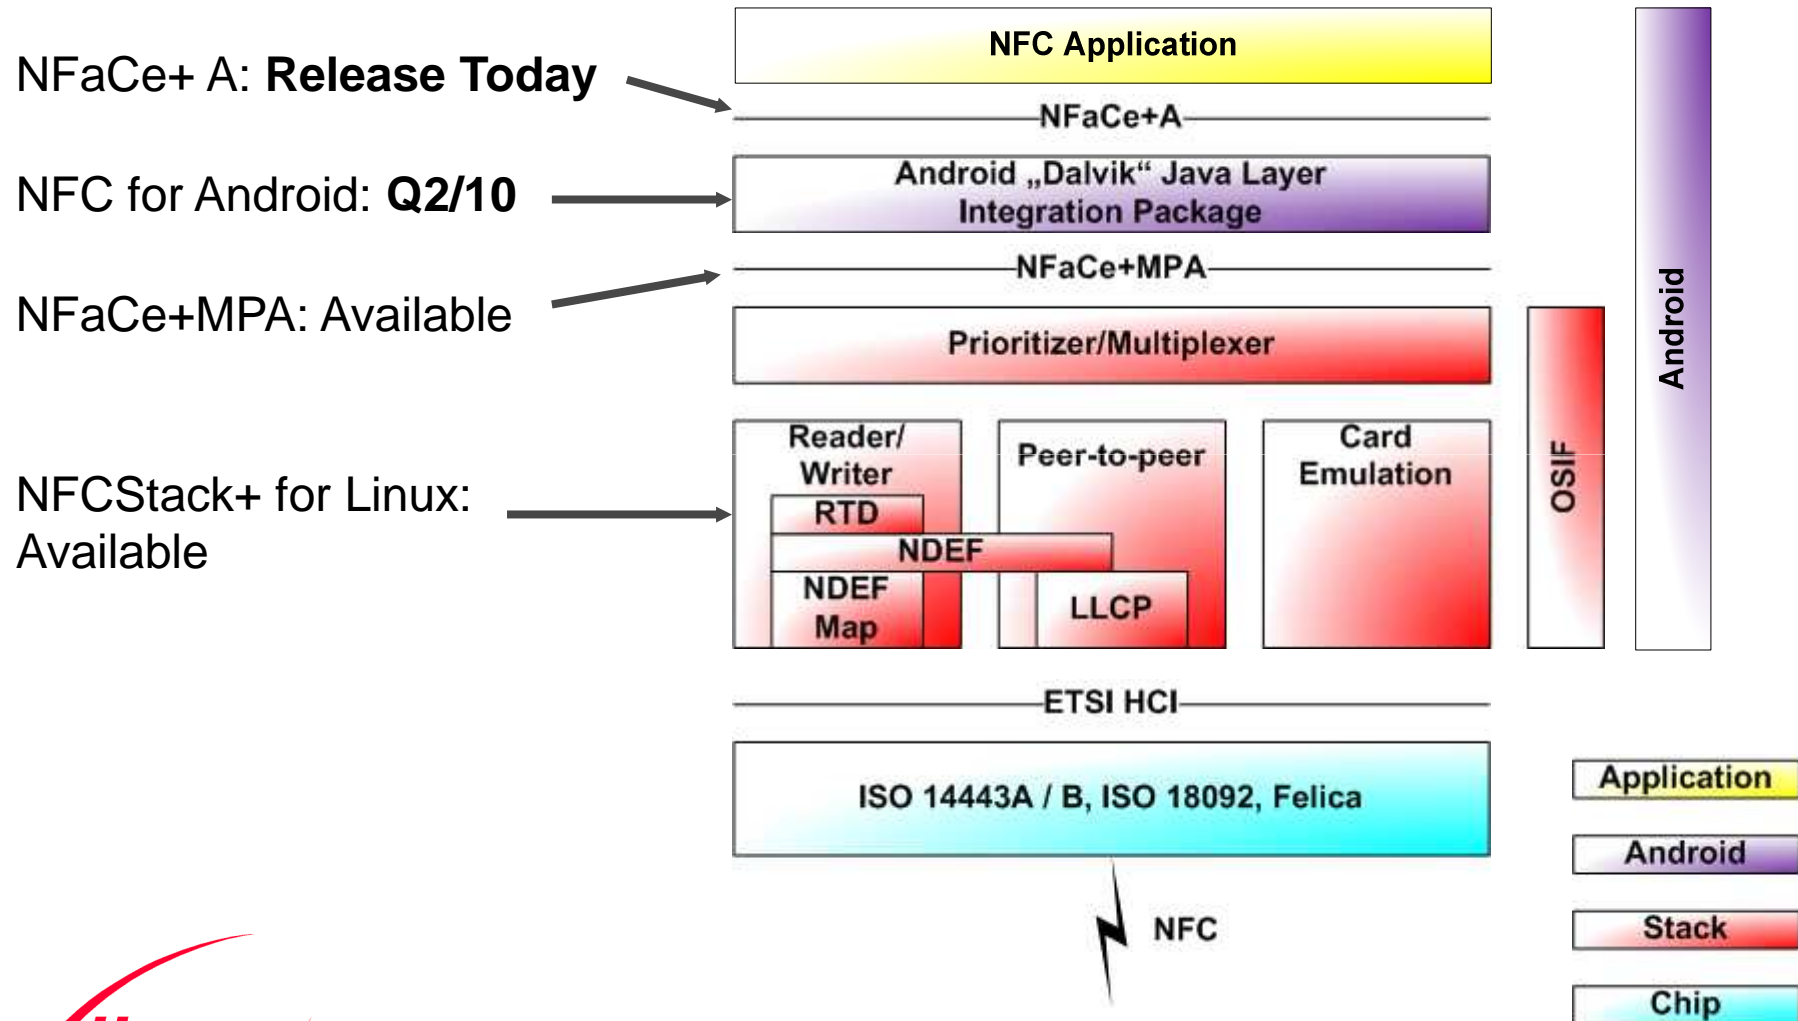 NFaCe+ A: Release Today
NFC for Android: Q2/10
NFaCe+MPA: Available
NFCStack+ for Linux:
Available
NFC Application
NFaCe+A
Android „Dalvik“ Java Layer
Integration Package
NFaCe+MPA
Prioritizer/Multiplexer
Reader/
Writer
RTD
NDEF
NDEF
Map
Peer-to-peer
LLCP
Card
Emulation
OSIF
Android
ETSI HCI
ISO 14443A / B, ISO 18092, Felica
NFC
Application
Android
Stack
Chip